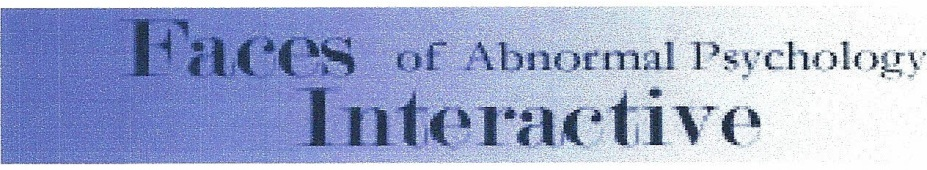 Faces of Abnormal Psychology
Interactive